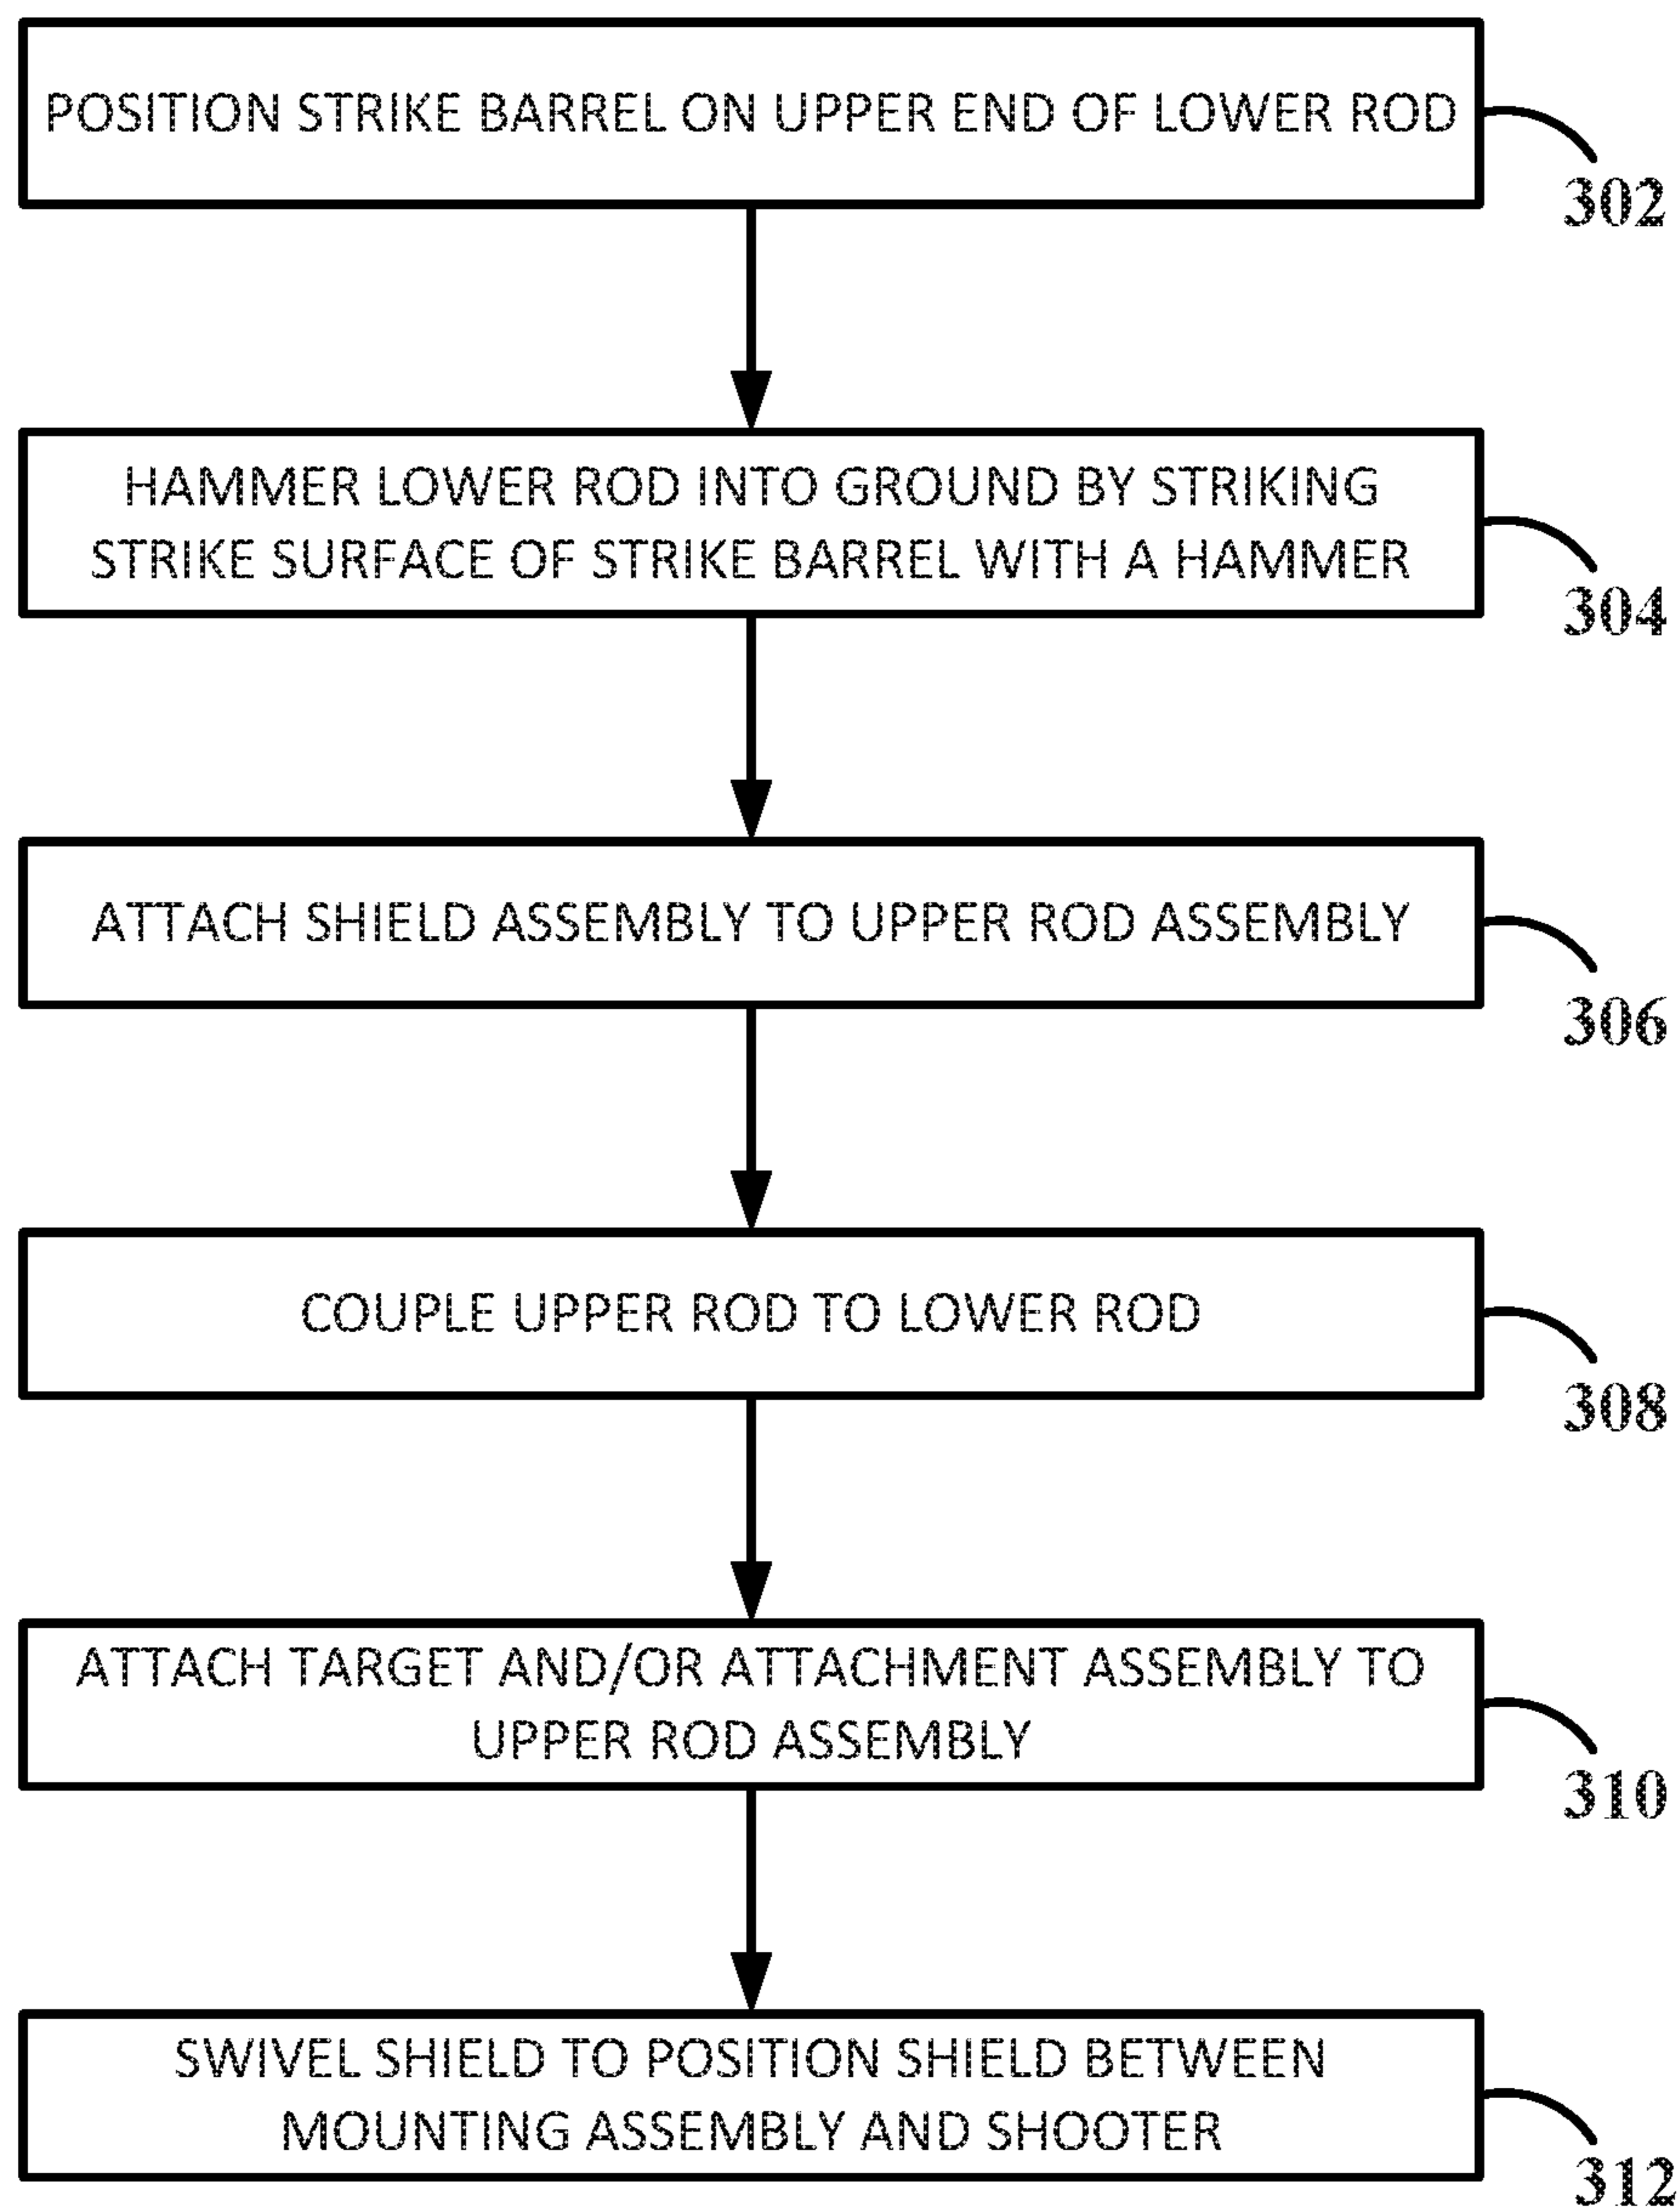 POSITION STRIKE BARREL ON UPPER END OF LOWER ROD
302
HAMMER LOWER ROD INTO GROUND BY STRIKING
STRIKE SURFACE OF STRIKE BARREL WITH A HAMMER
304
ATTACH SHIELD ASSEMBLY TO UPPER ROD ASSEMBLY
306
COUPLE UPPER ROD TO LOWER ROD
308
ATTACH TARGET AND/OR ATTACHMENT ASSEMBLY TO
UPPER ROD ASSEMBLY
310
SWIVEL SHIELD TO POSITION SHIELD BETWEEN
MOUNTING ASSEMBLY AND SHOOTER
312